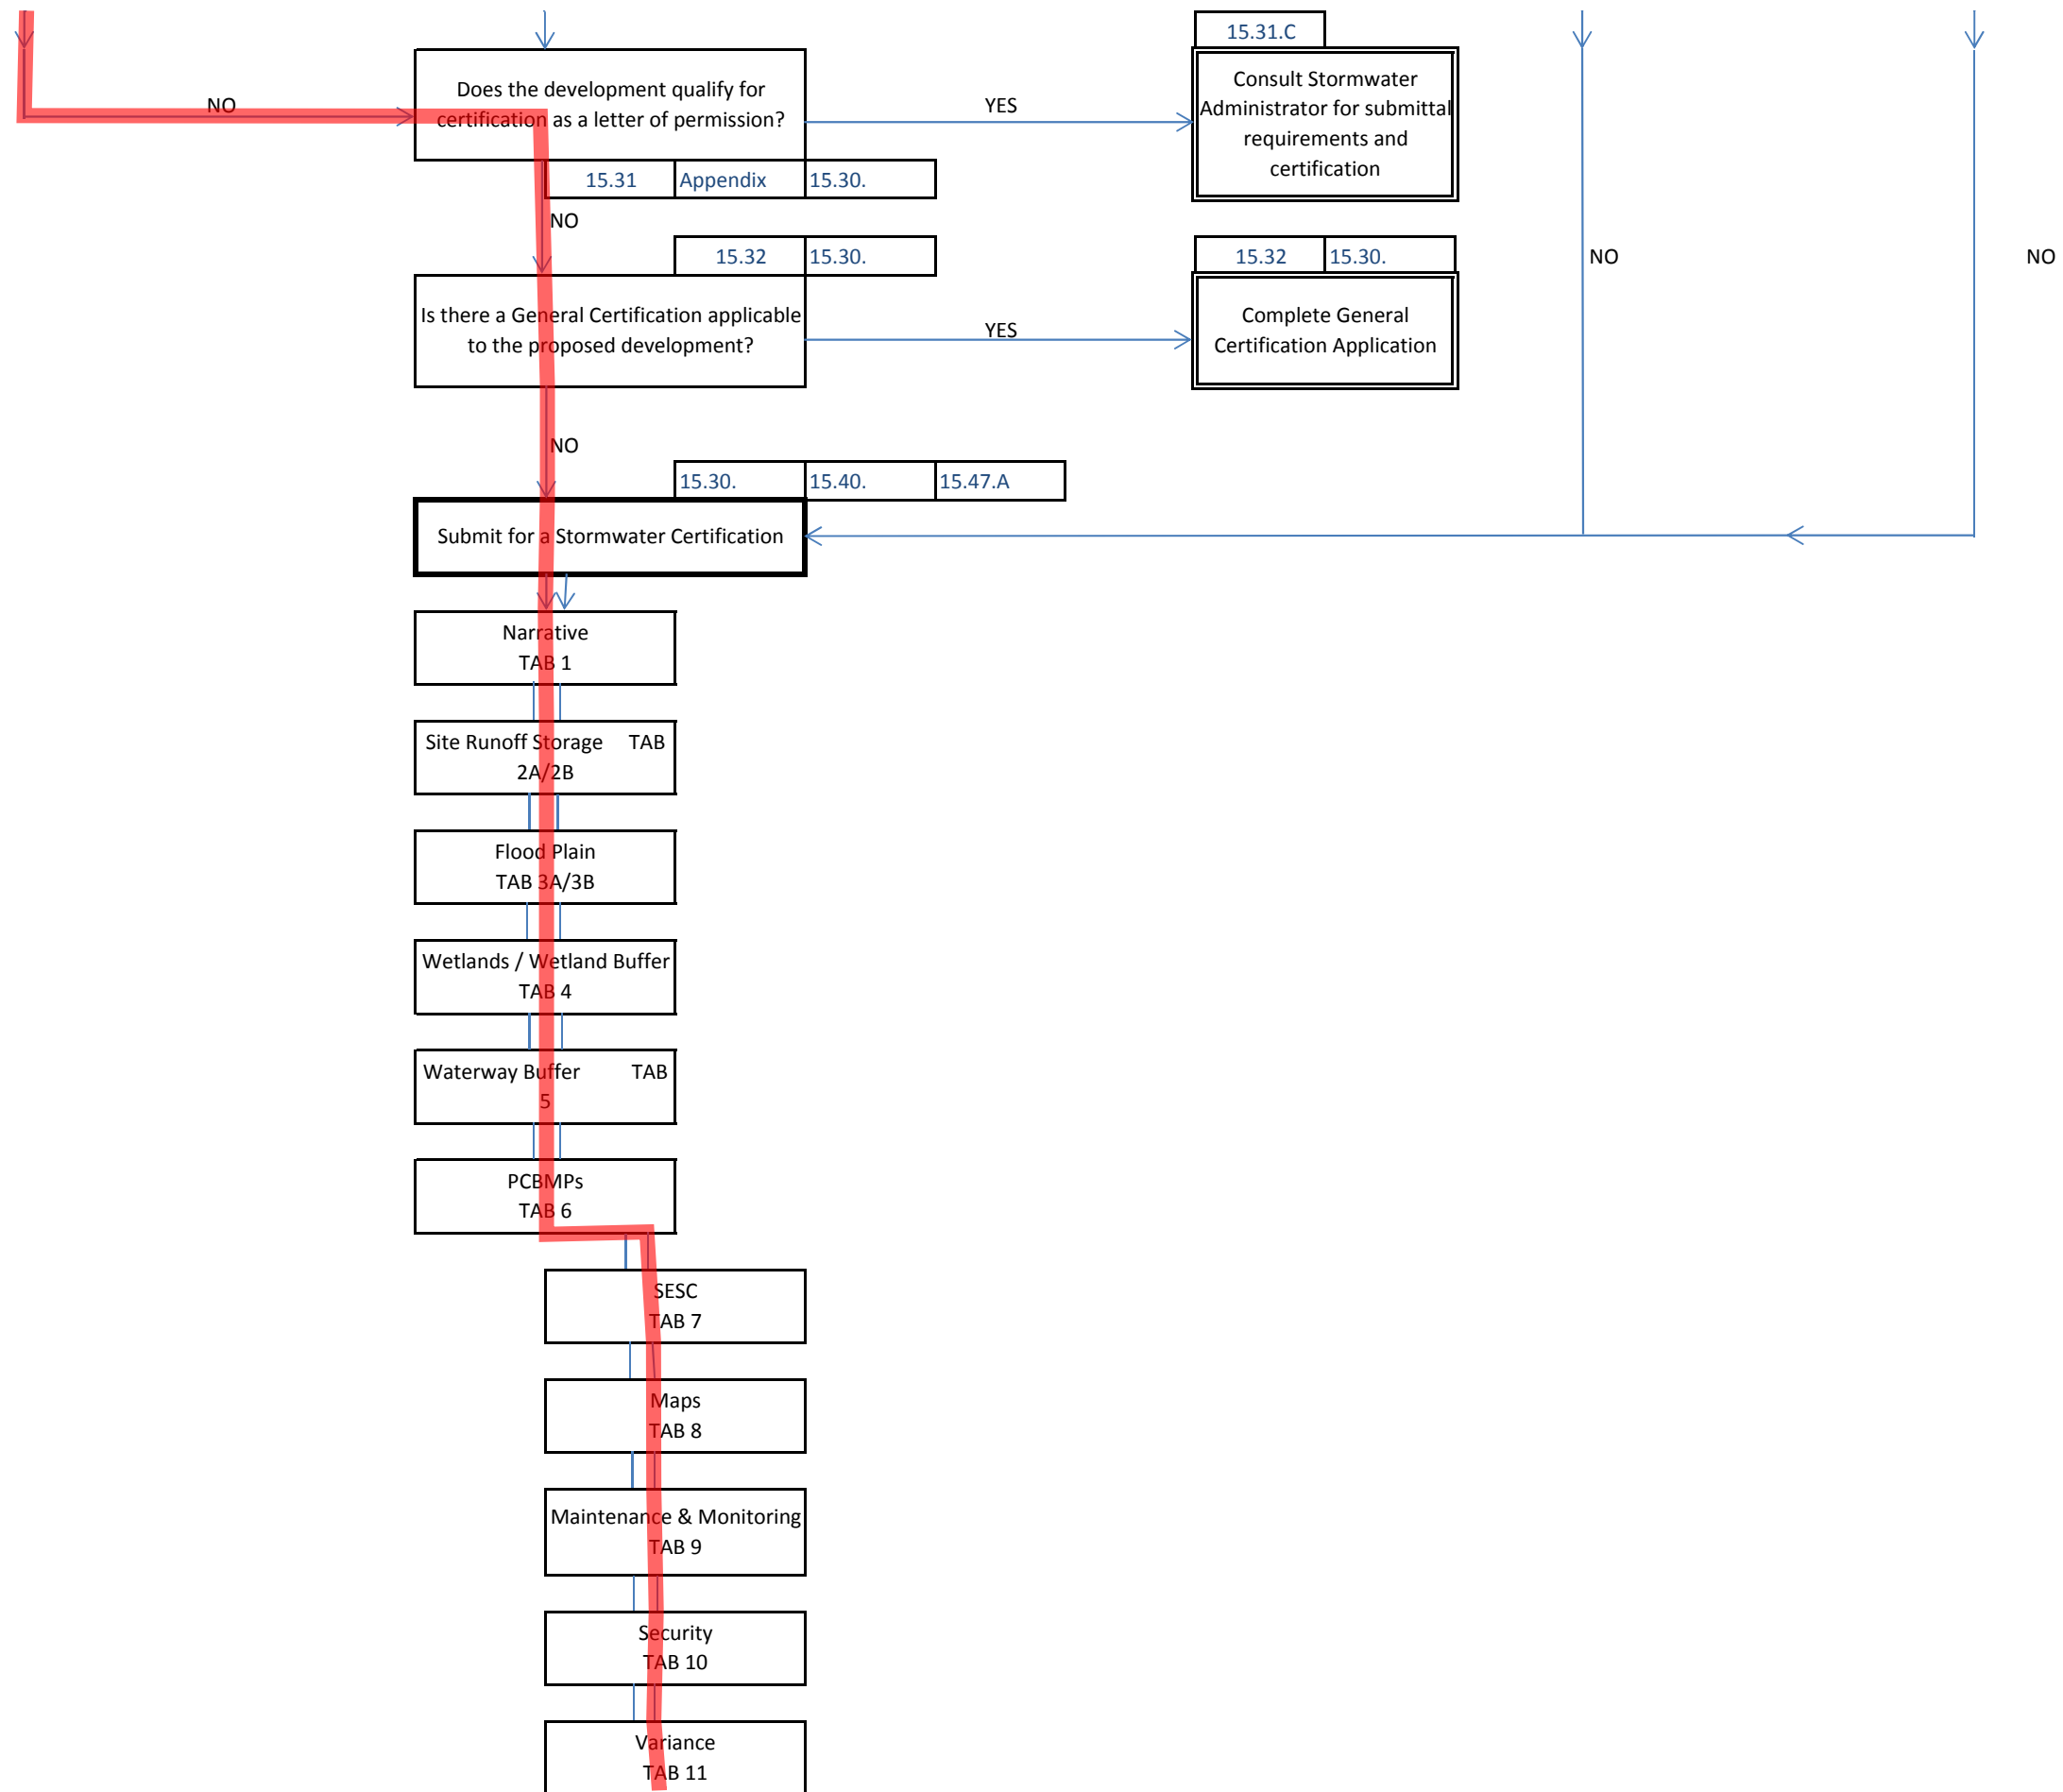 15.31.C
Does the development qualify for
certification as a letter of permission?
NO
YES
Consult Stormwater
Administrator for submittal
requirements and
certification
15.31 Appendix 15.30.
NO
15.32 15.30.
15.32 15.30.
NO
NO
Is there a General Certification applicable
to the proposed development?
YES
Complete General
Certification Application
NO
15.30. 15.40. 15.47.A
Submit for a Stormwater Certification
Narrative
TAB 1
Site Runoff Storage TAB
2A/2B
Flood Plain
TAB 3A/3B
Wetlands / Wetland Buffer
TAB 4
Waterway Buffer TAB
5
PCBMPs
TAB 6
SESC
TAB 7
Maps
TAB 8
Maintenance & Monitoring
TAB 9
Security
TAB 10
Variance
TAB 11